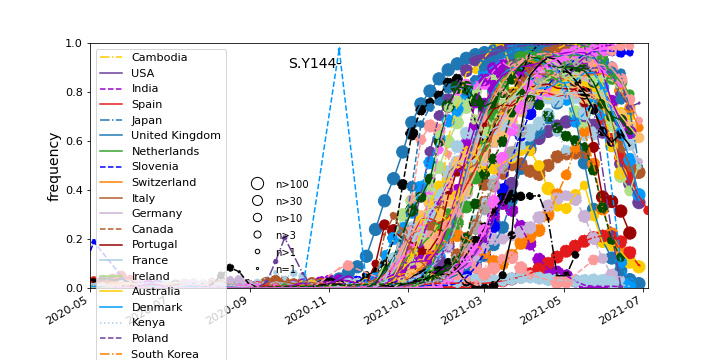 S.Y144-
frequency
1.0
0.8
0.6
0.4
0.2
0.0
Cambodia
USA
India
Spain
Japan
United Kingdom
Netherlands
Slovenia
Switzerland
Italy
Germany
Canada
Portugal
France
Ireland
Australia
Denmark
Kenya
Poland
South Korea
n>100
n>30
n>10
n>3
n>1
n=1
2020-05
2020-07
2020-09
2020-11
2021-01
2021-03
2021-05
2021-07